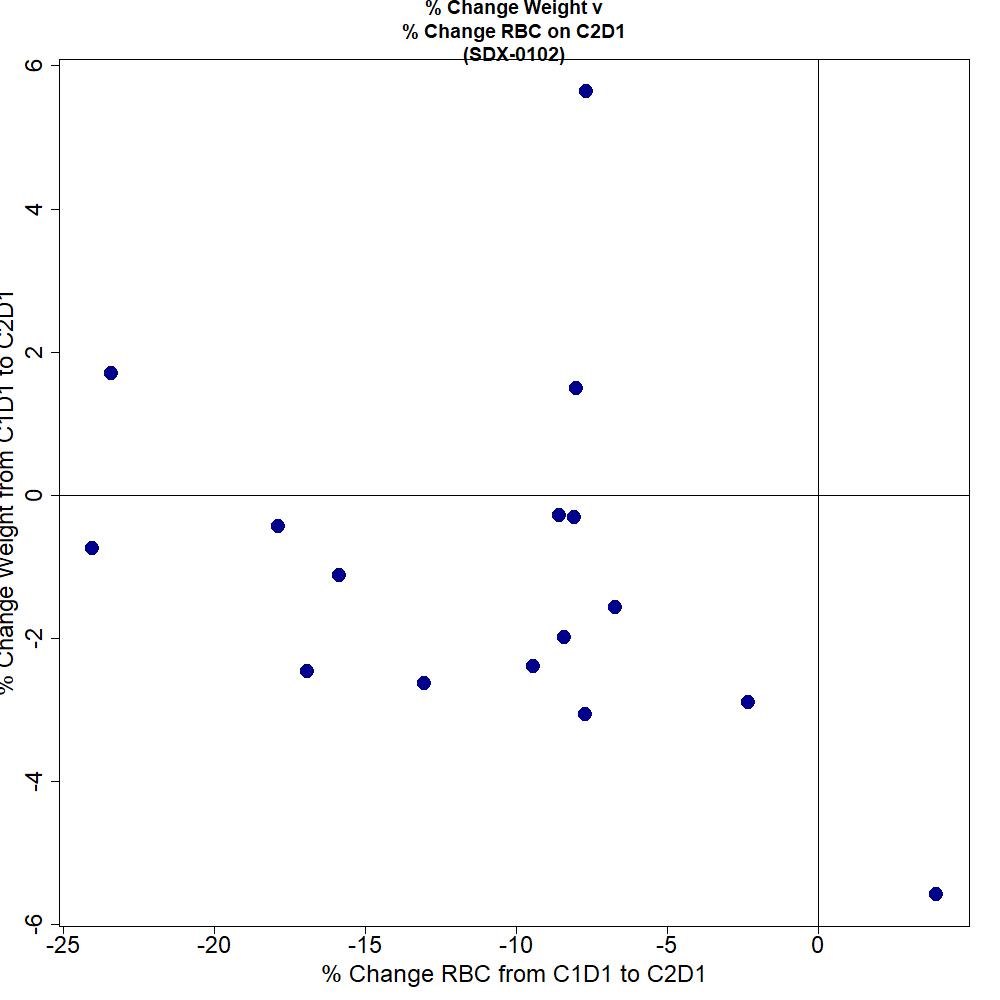 % Change Weight v
% Change RBC on C2D1
(SDX-0102)
6
4
2
0
-2
-4
-6
% Change Weight from C1D1 to C2D1
-25
-20
-15
-10
-5
0
% Change RBC from C1D1 to C2D1